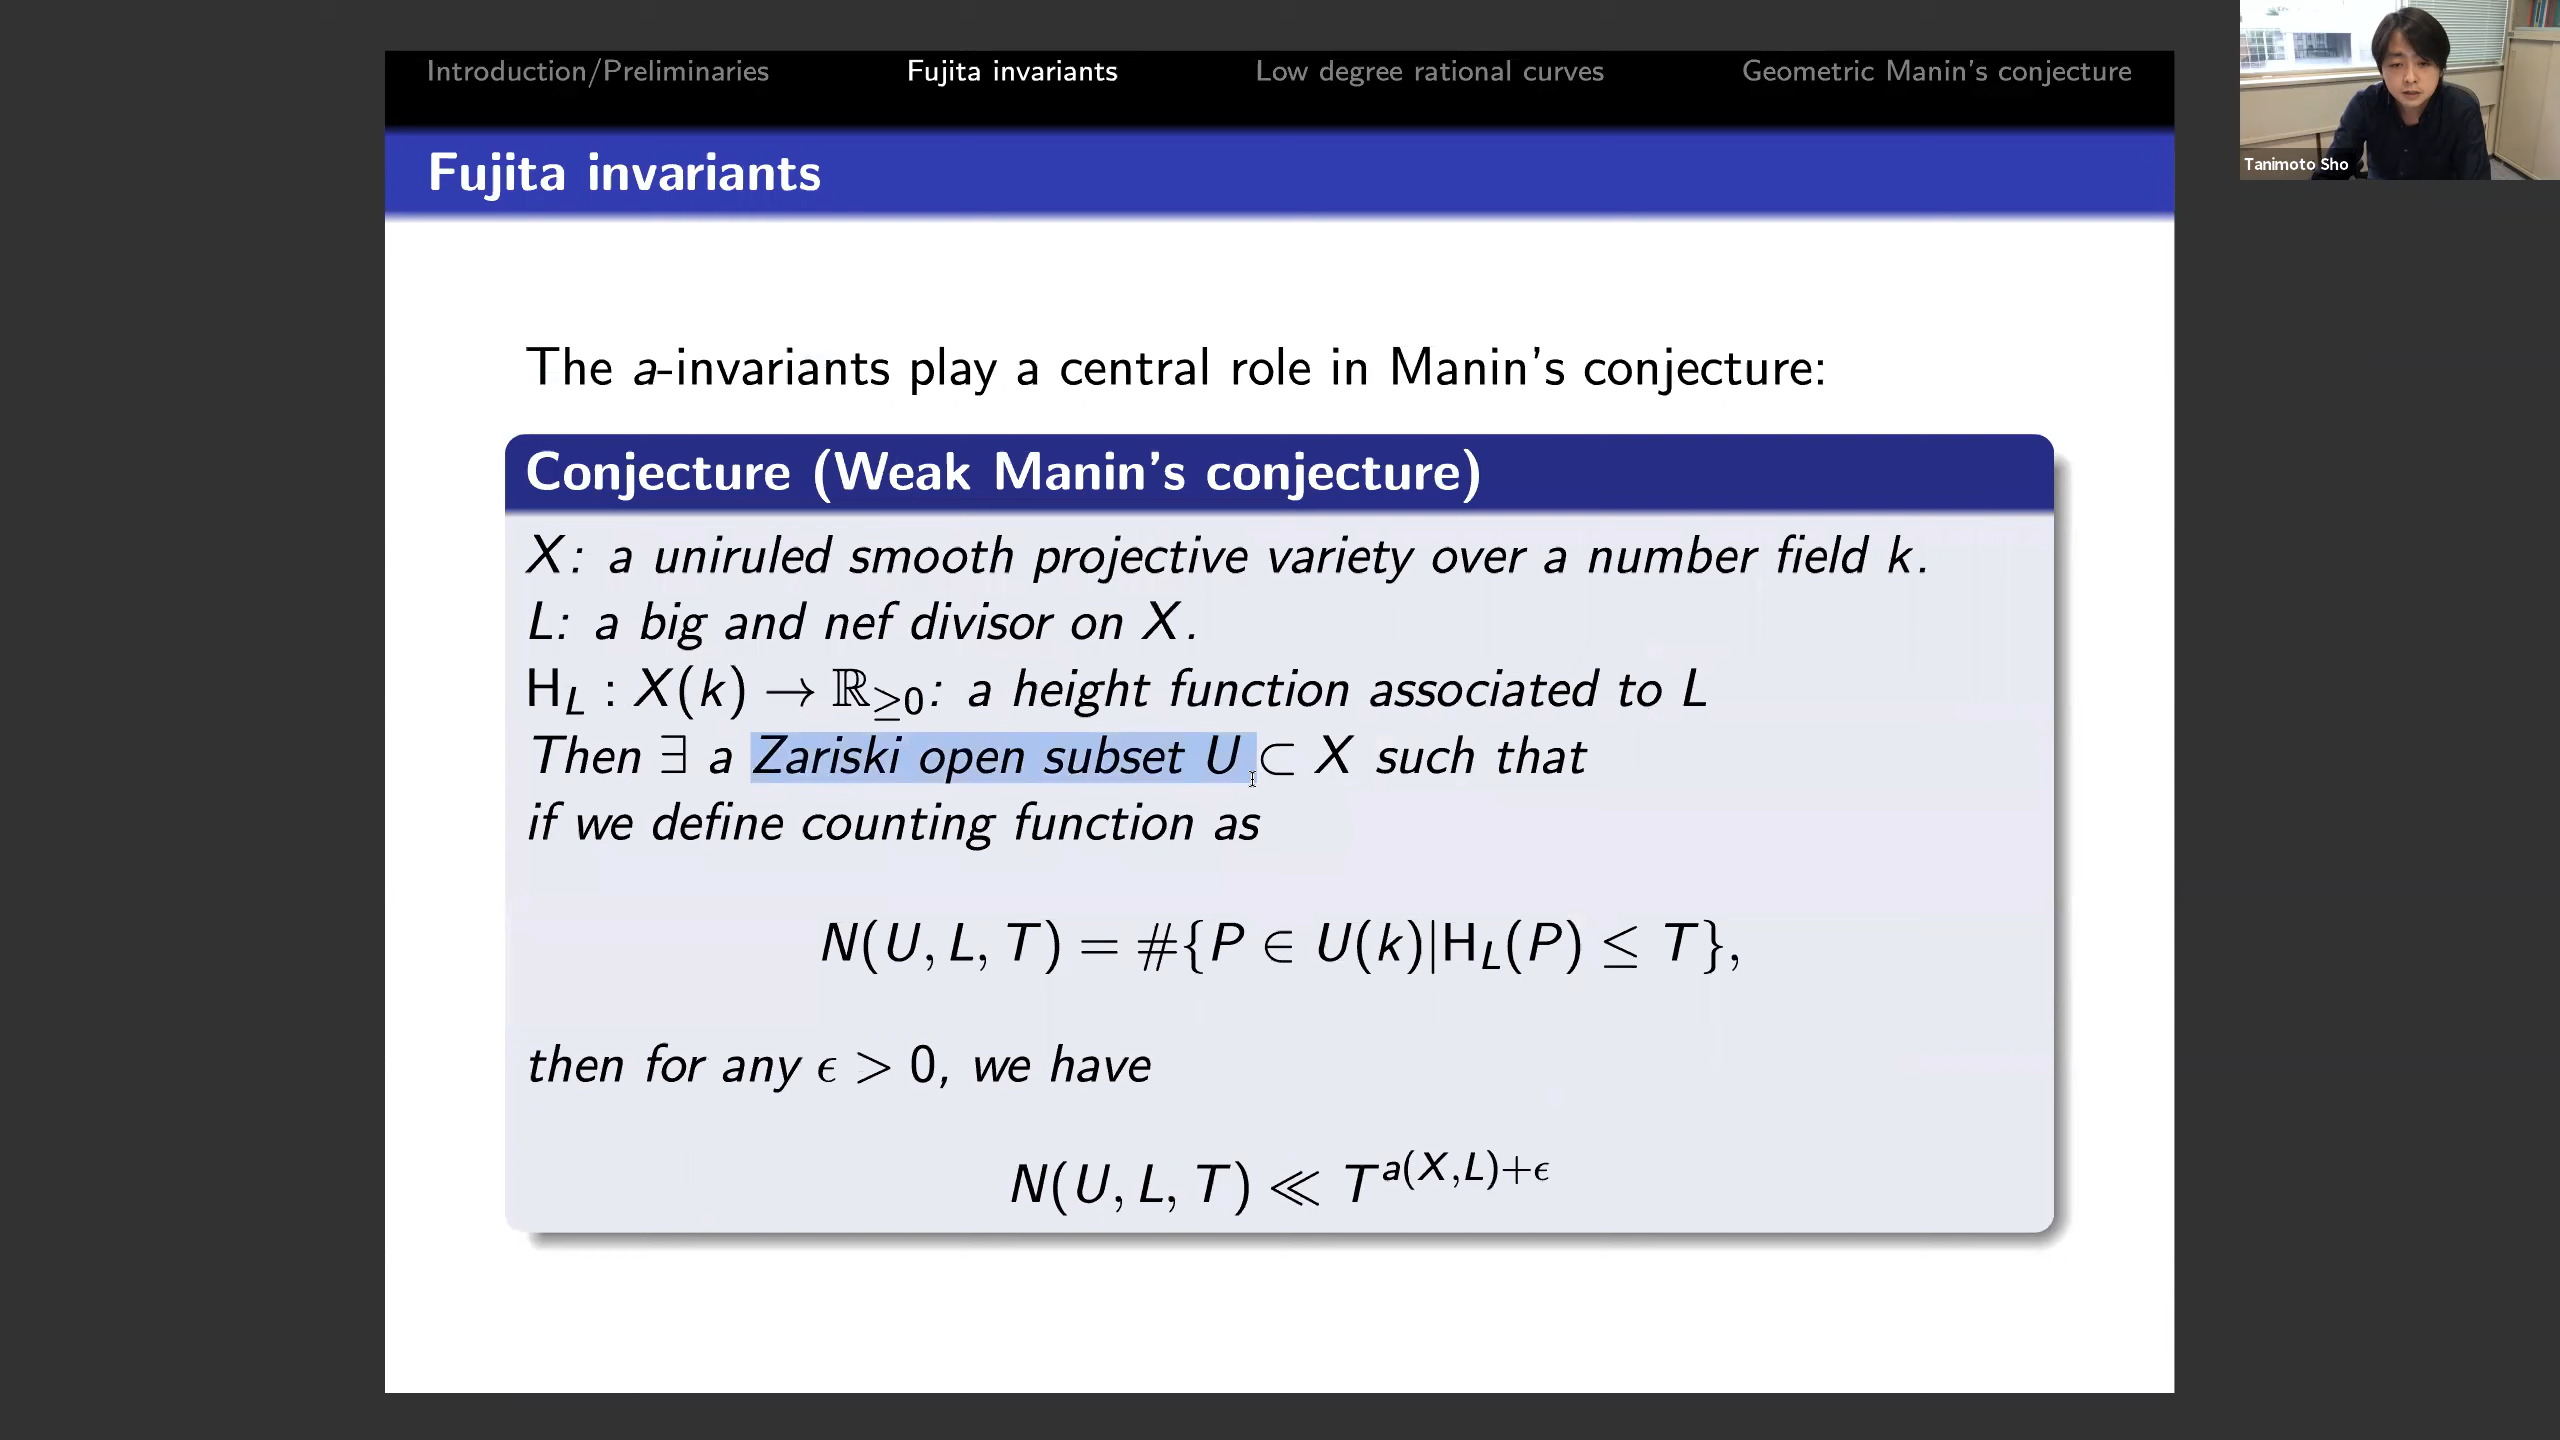 Introduction/Preliminaries Fujita invariants Low degree rational curves Geometric Manin's conjecture
Tanimoto Sho
Fujita invariants
The a-invariants play a central role in Manin's conjecture:
Conjecture (Weak Manin's conjecture)
X: a uniruled smooth projective variety over a number field k.
L: a big and nef divisor on X.
H_L : X(k) → ℝ_≥0: a height function associated to L
Then ∃ a Zariski open subset U ⊂ X such that
if we define counting function as
N(U, L, T) = #{P ∈ U(k)|H_L(P) ≤ T},
then for any ϵ > 0, we have
N(U, L, T) ≪ T^{a(X,L)+ϵ}